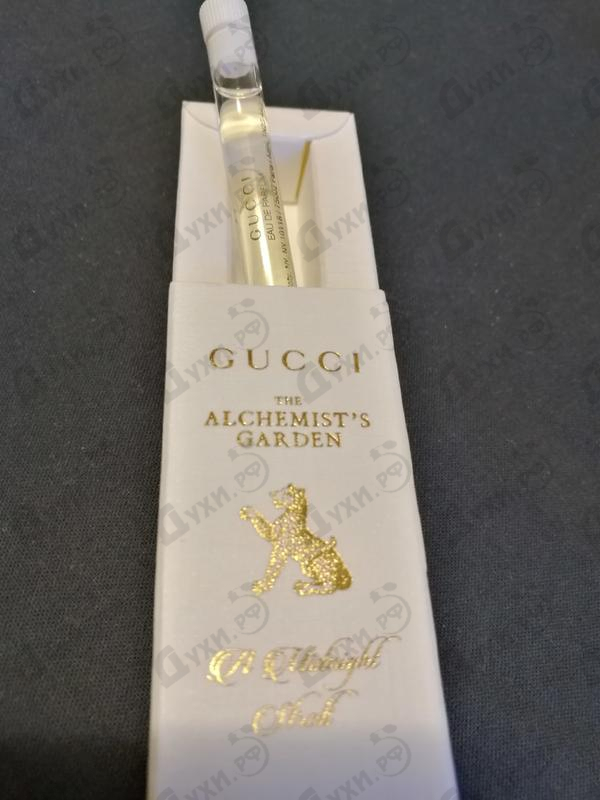 GUCCI
EAU DE PARFUM
GUCCI
THE
ALCHEMIST'S
GARDEN
A Midnight
Stroll
Духи.РФ